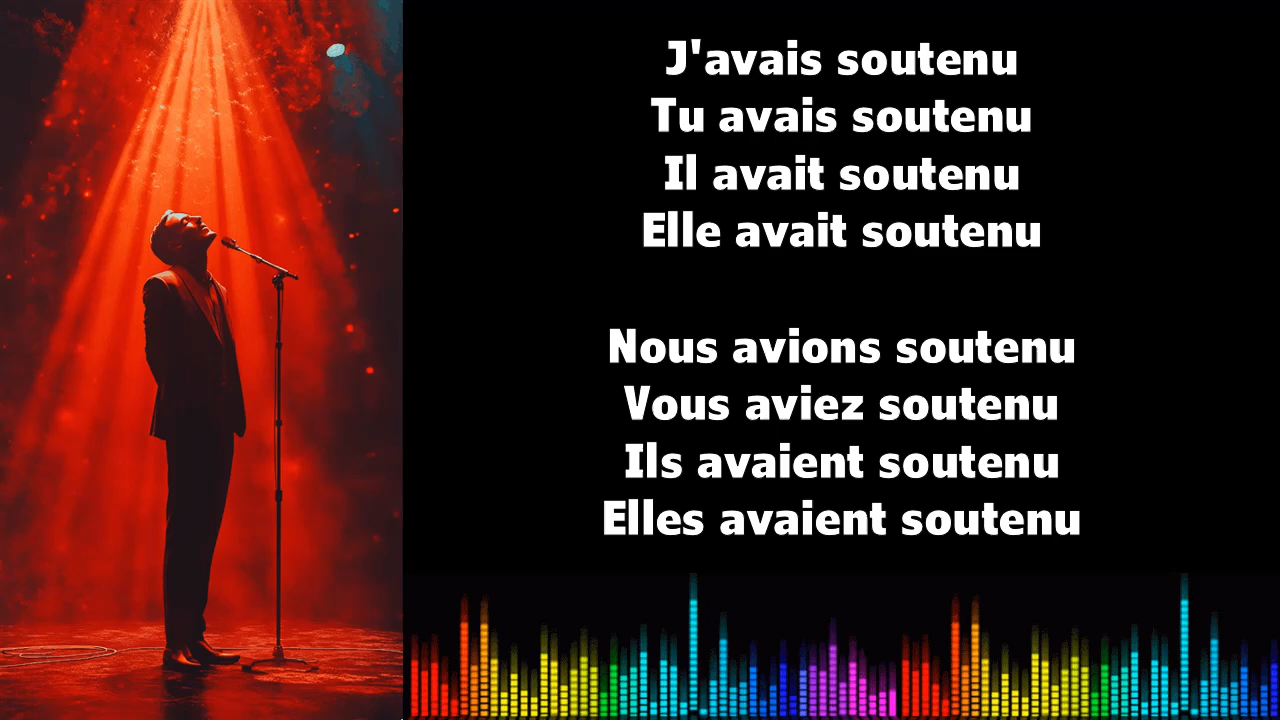 J'avais soutenu
Tu avais soutenu
Il avait soutenu
Elle avait soutenu
Nous avions soutenu
Vous aviez soutenu
Ils avaient soutenu
Elles avaient soutenu